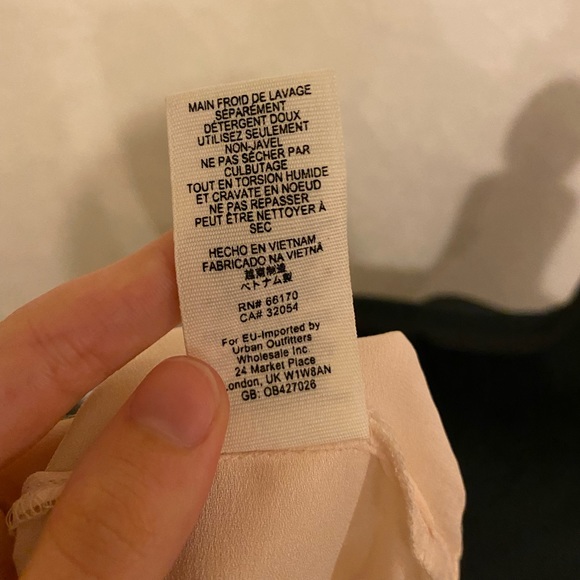 MAIN FROID DE LAVAGE
SÉPARÉMENT
DÉTERGENT DOUX
UTILISEZ SEULEMENT
NON-JAVEL
NE PAS SÉCHER PAR
CULBUTAGE
TOUT EN TORSION HUMIDE
ET CRAVATE EN NOEUD
NE PAS REPASSER
PEUT ÊTRE NETTOYER À
SEC
HECHO EN VIETNAM
FABRICADO NA VIETNÃ
越南制造
ベトナム製
RN# 66170
CA# 32054
For EU-Imported by
Urban Outfitters
Wholesale Inc.
24 Market Place
London, UK W1W8AN
GB: OB427026